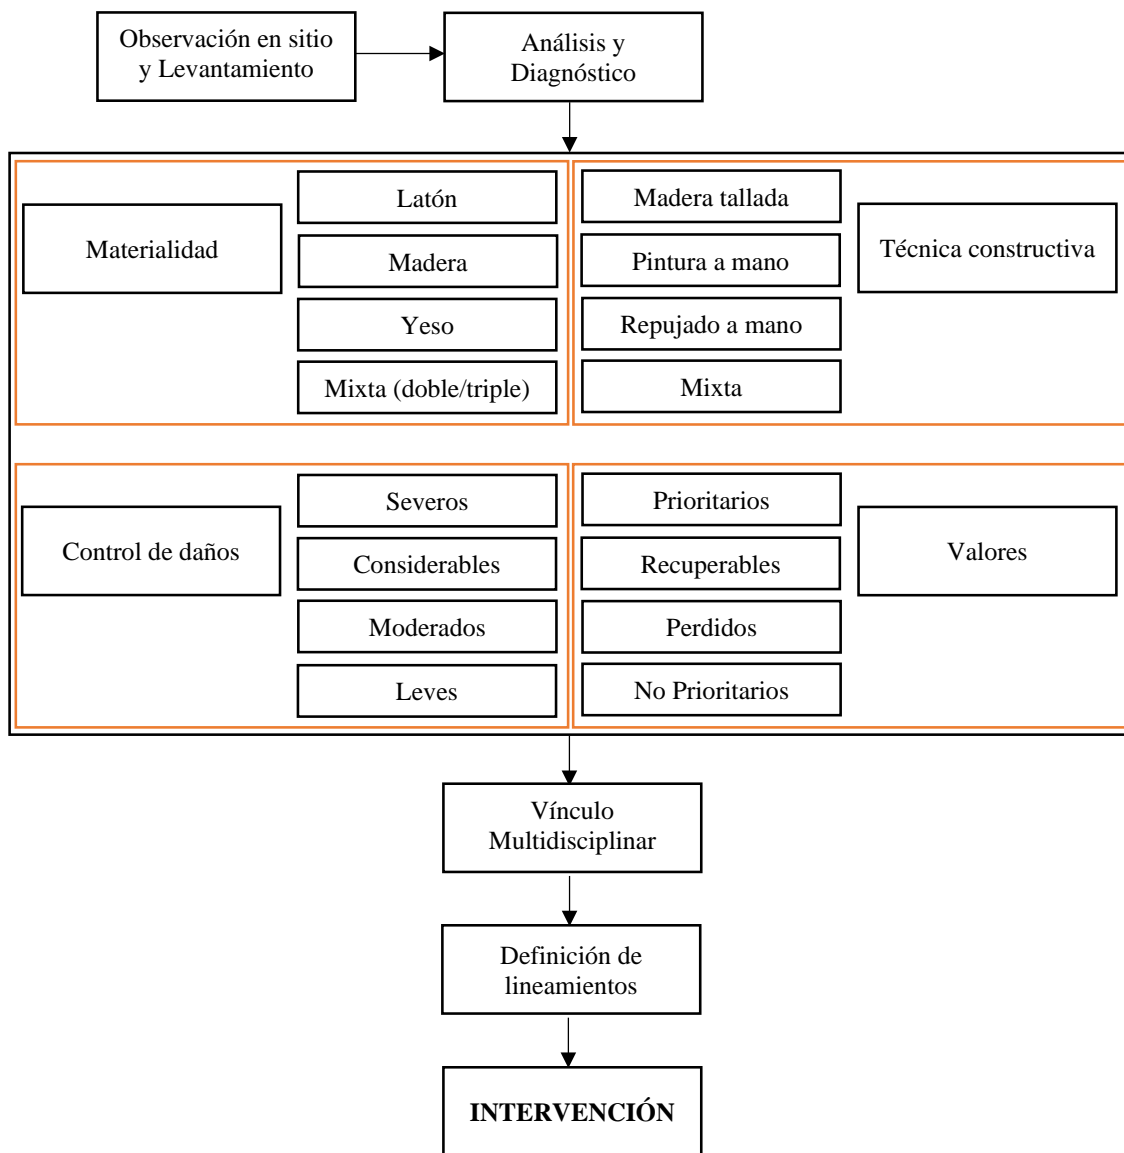 Observación en sitio
y Levantamiento
Análisis y
Diagnóstico
Materialidad
Latón
Madera
Yeso
Mixta (doble/triple)
Madera tallada
Pintura a mano
Repujado a mano
Mixta
Técnica constructiva
Control de daños
Severos
Considerables
Moderados
Leves
Prioritarios
Recuperables
Perdidos
No Prioritarios
Valores
Vínculo
Multidisciplinar
Definición de
lineamientos
INTERVENCIÓN